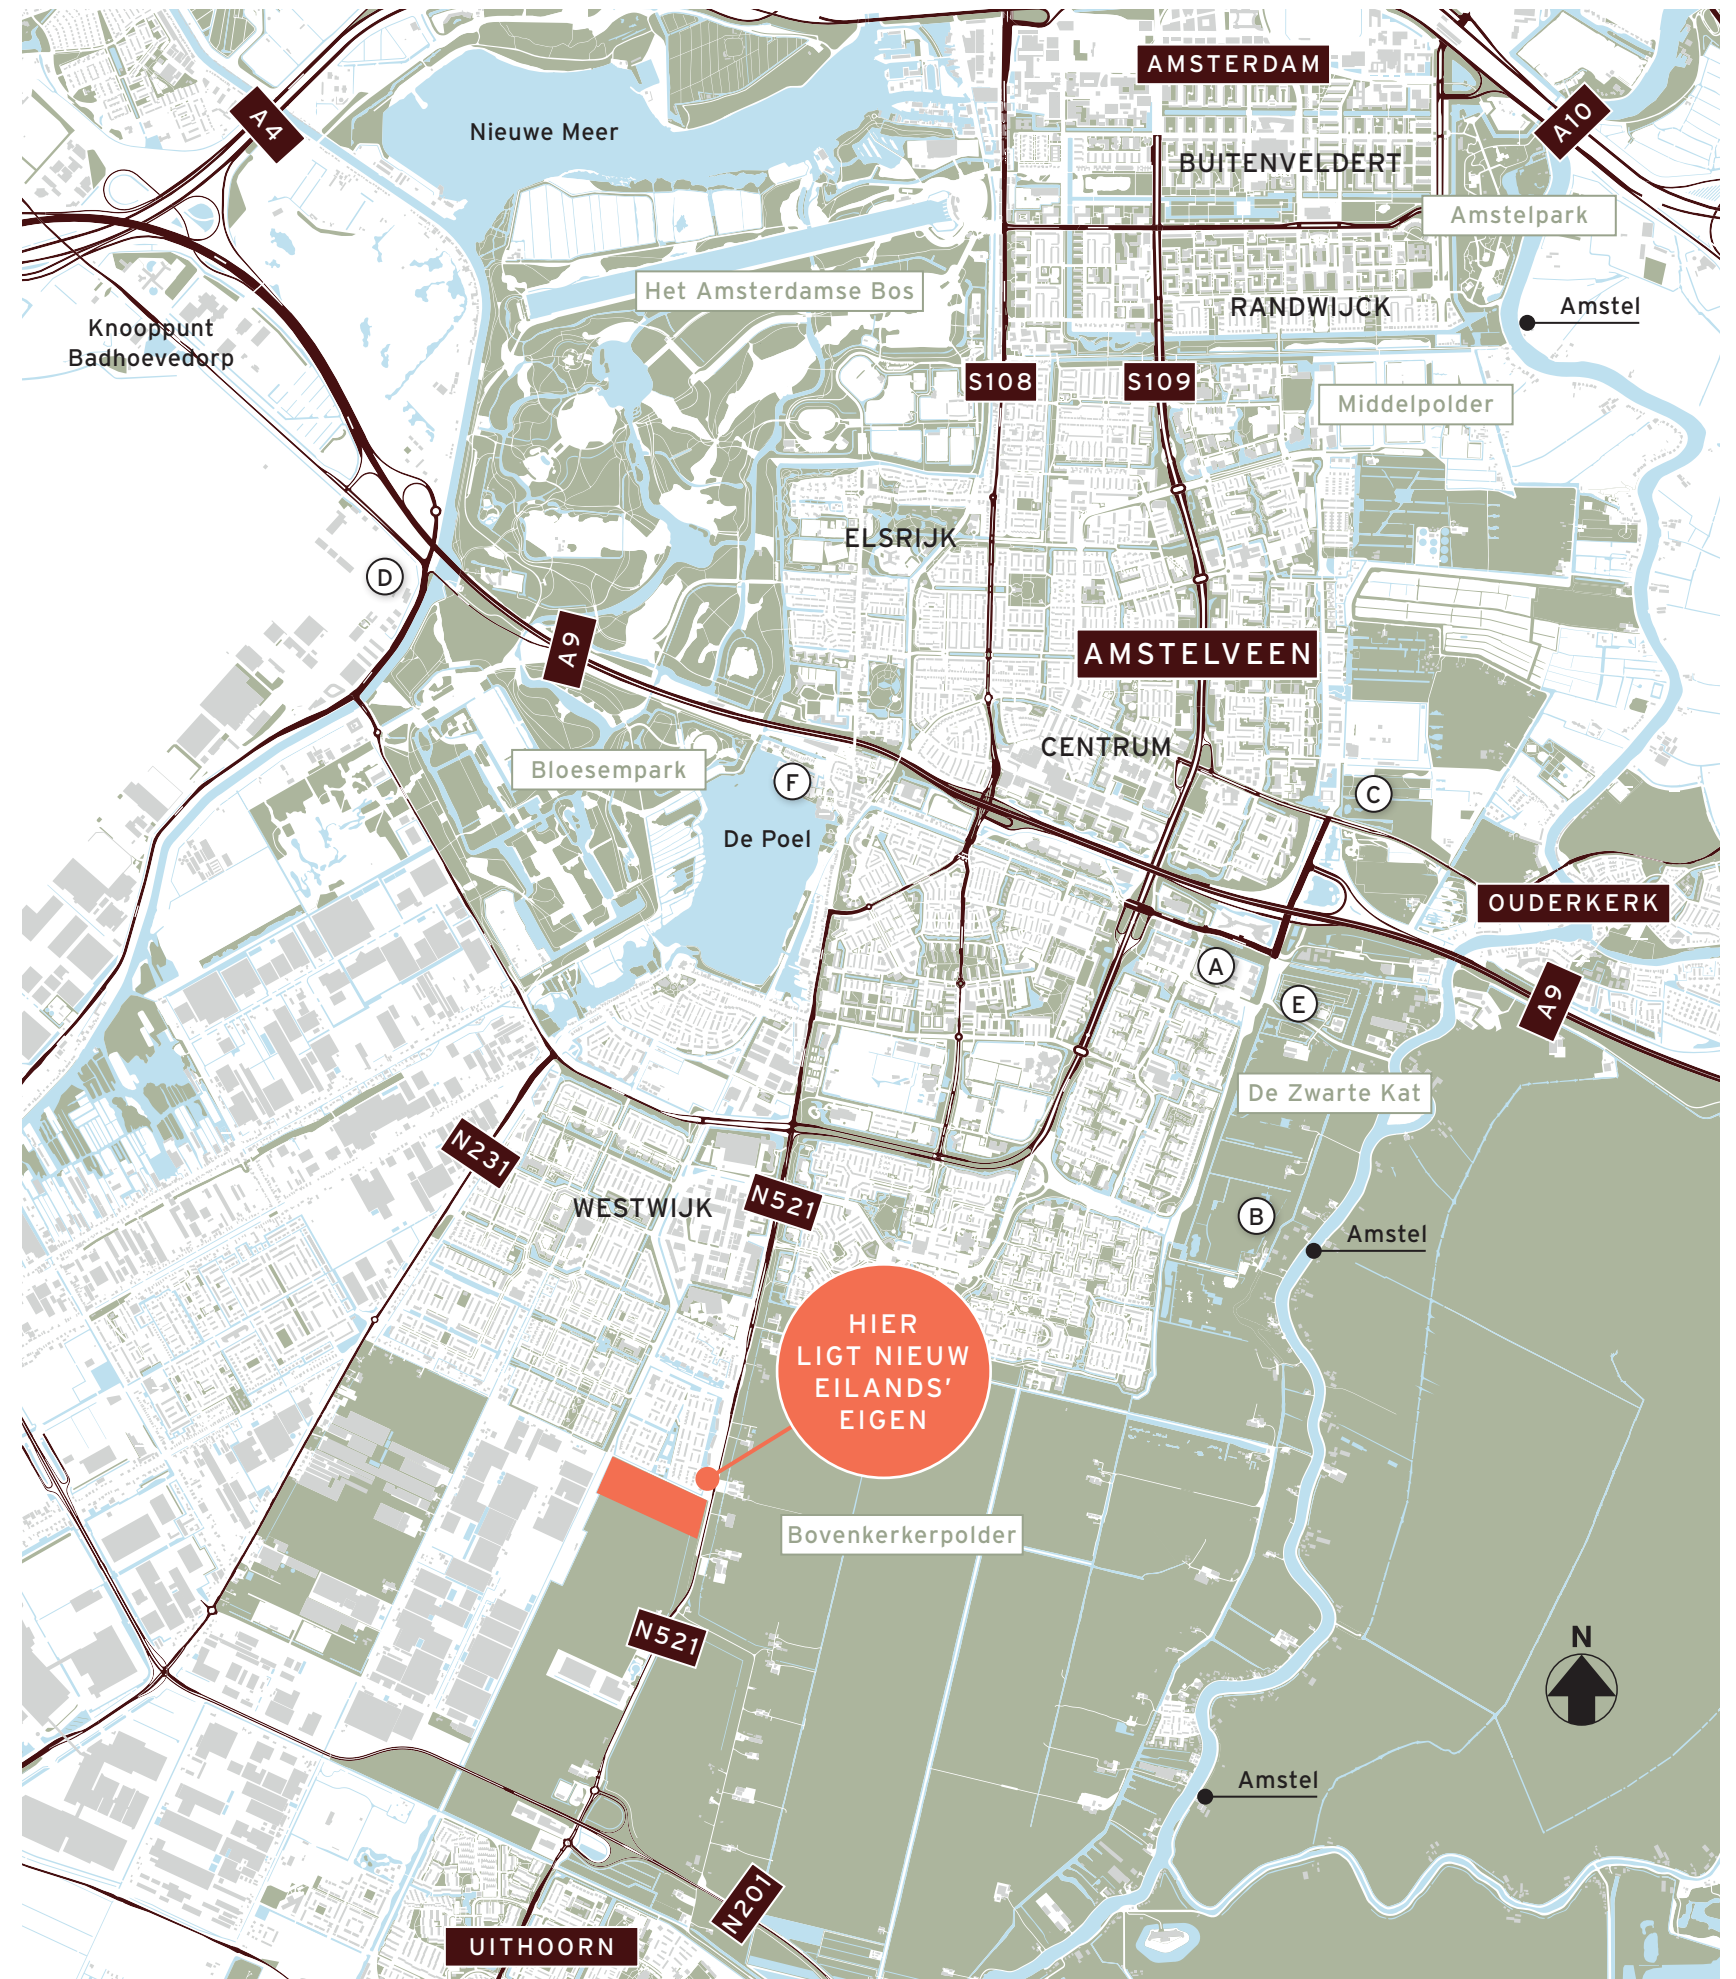 AMSTERDAM
A4
A10
Nieuwe Meer
BUITENVELDERT
Amstelpark
Het Amsterdamse Bos
RANDWIJCK
Amstel
Knooppunt
Badhoevedorp
S108
S109
Middelpolder
ELSRIJK
D
A9
AMSTELVEEN
CENTRUM
Bloesempark
F
C
De Poel
OUDERKERK
A
A9
E
De Zwarte Kat
N231
N521
WESTWIJK
B
Amstel
HIER
LIGT NIEUW
EILANDS'
EIGEN
Bovenkerkerpolder
N521
N
Amstel
N201
UITHOORN